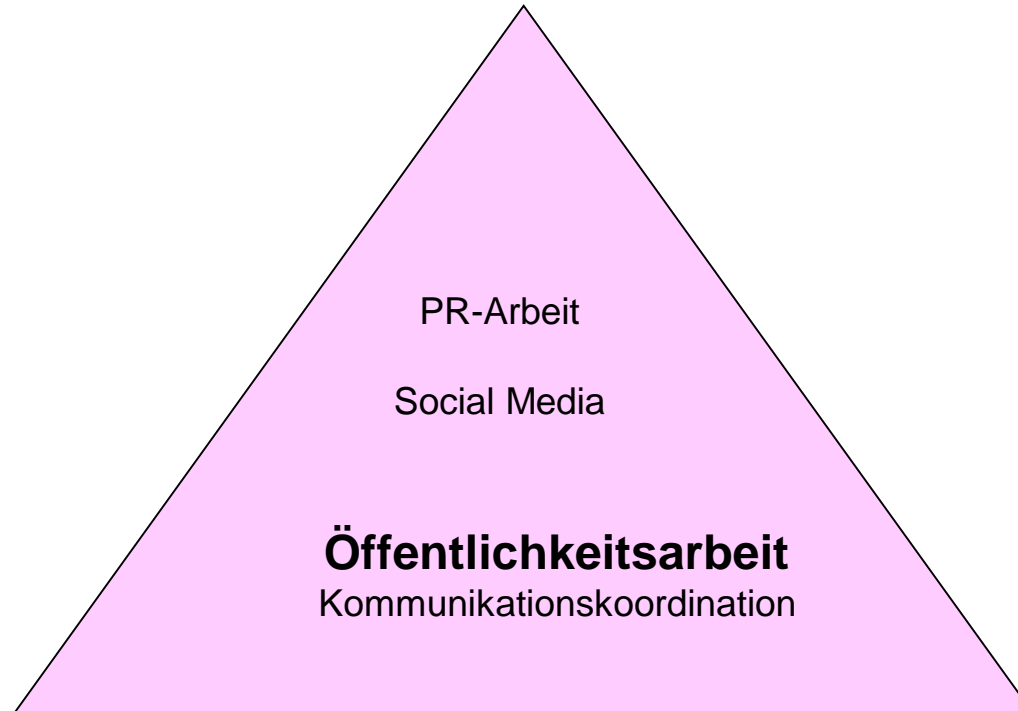 PR-Arbeit
Social Media
Öffentlichkeitsarbeit
Kommunikationskoordination